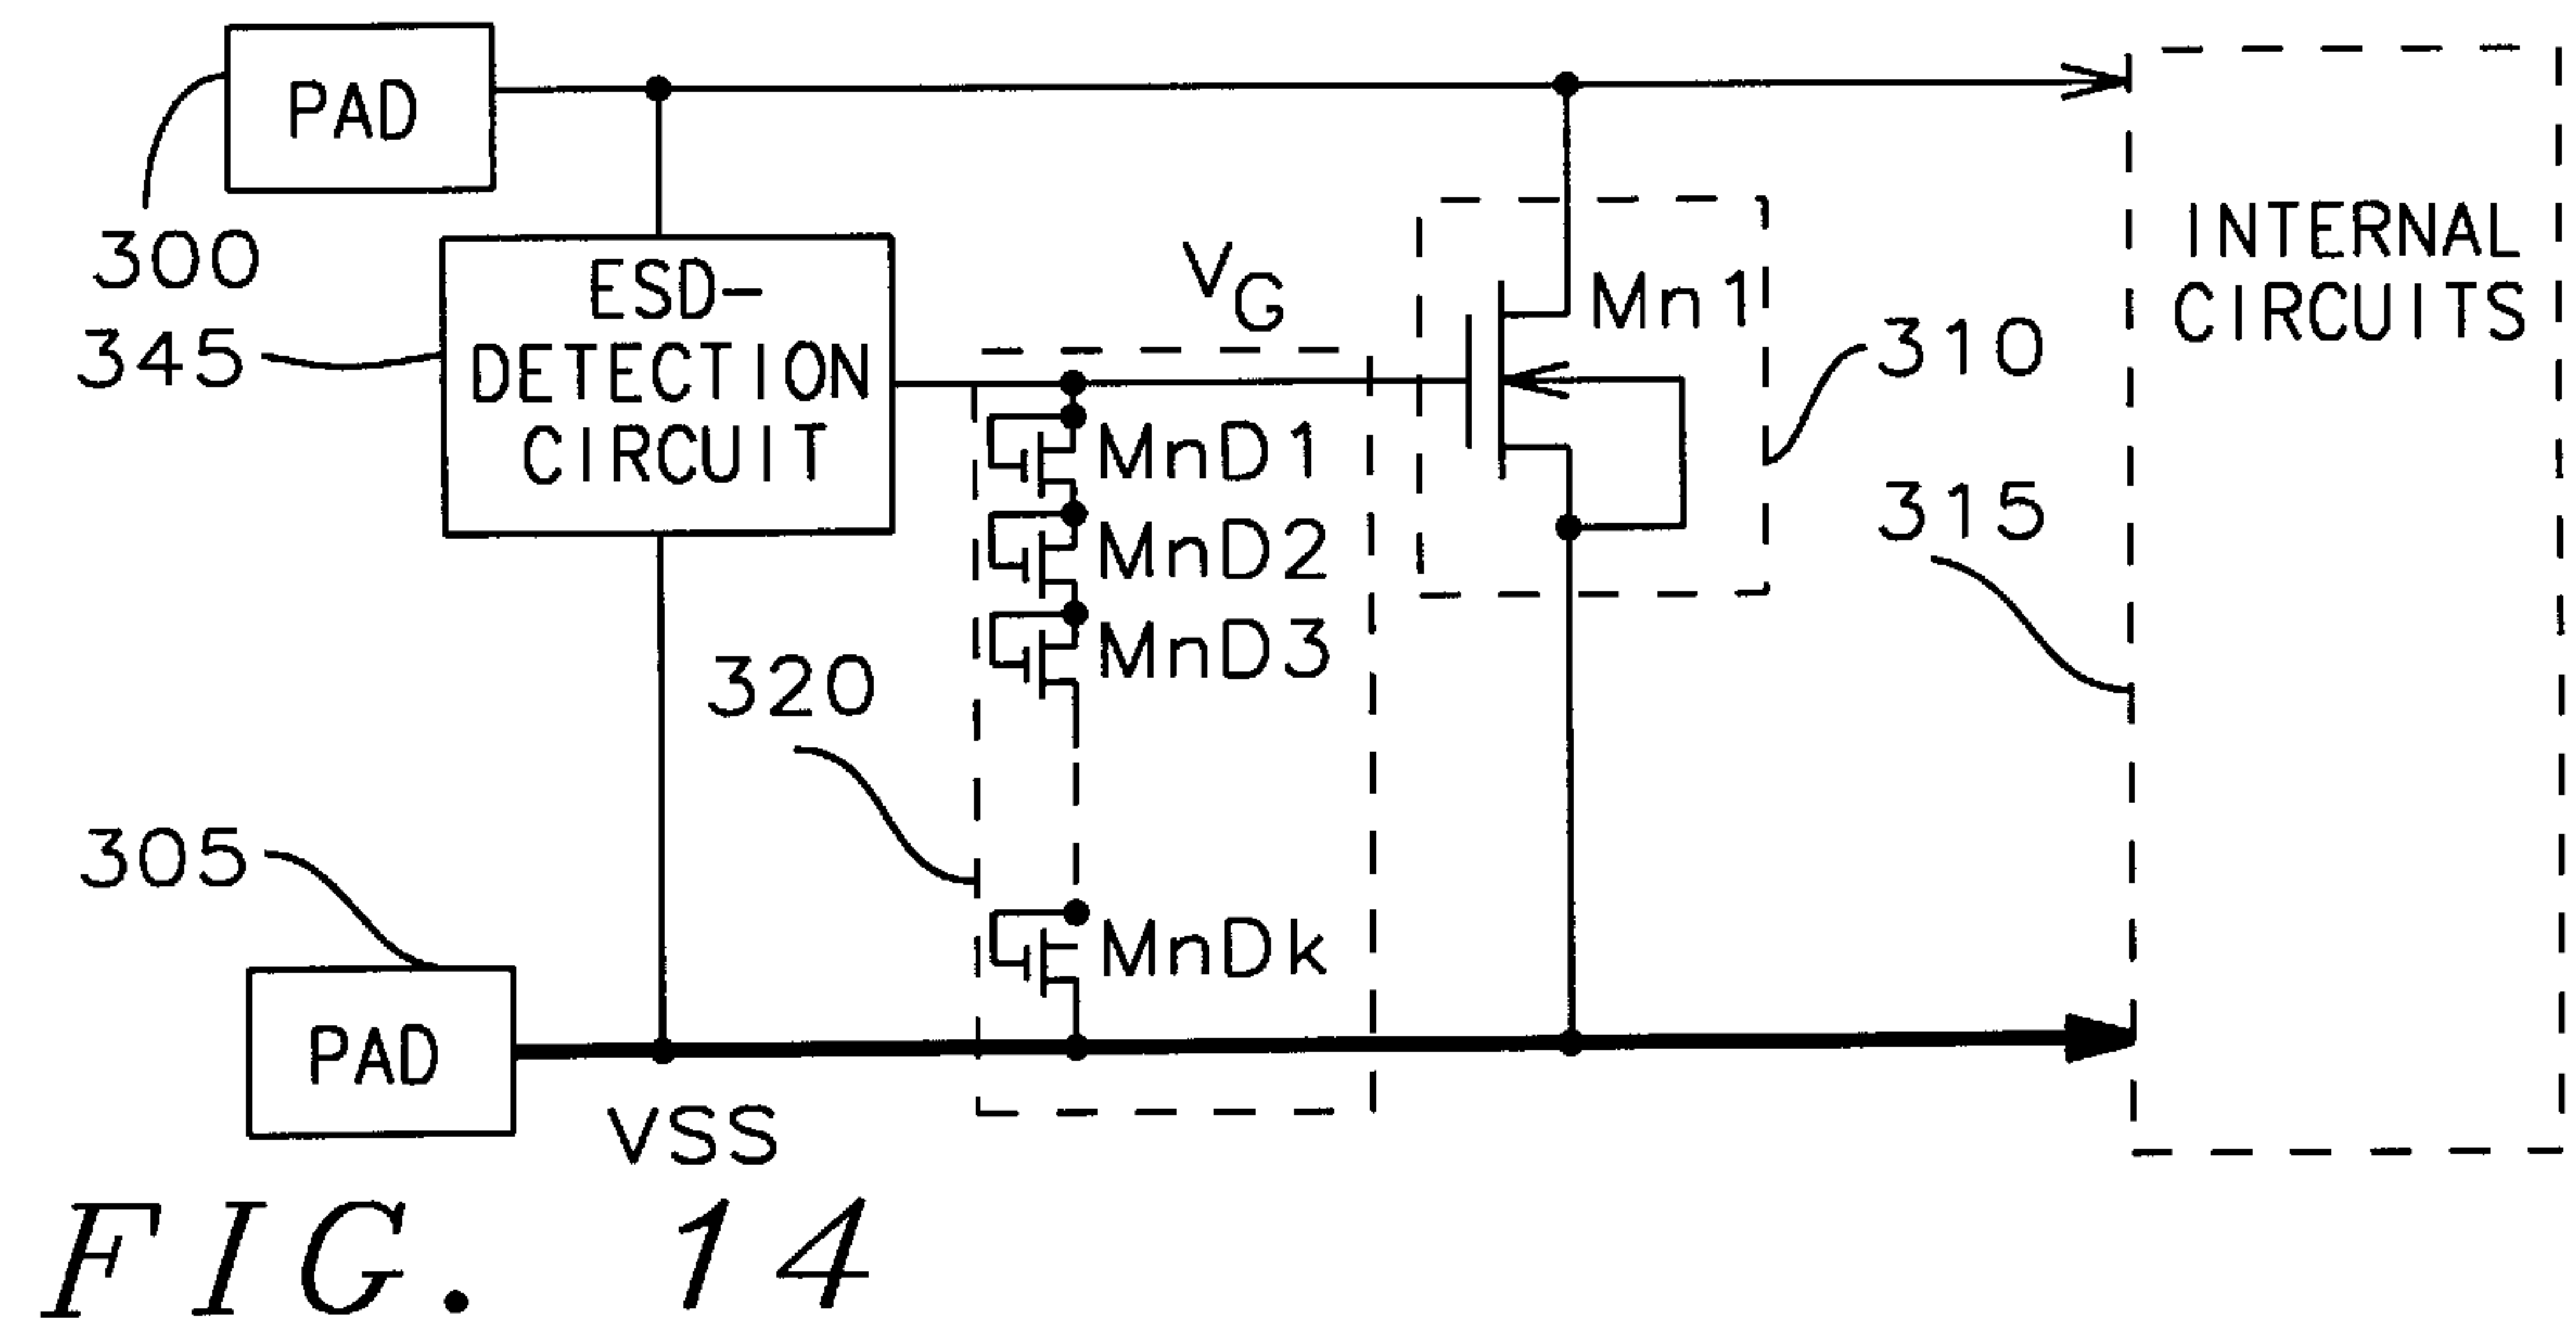 PAD
300
345
ESD-
DETECTION
CIRCUIT
VG
Mn1
310
INTERNAL
CIRCUITS
315
MnD1
MnD2
MnD3
320
MnDk
305
PAD
VSS
FIG. 14